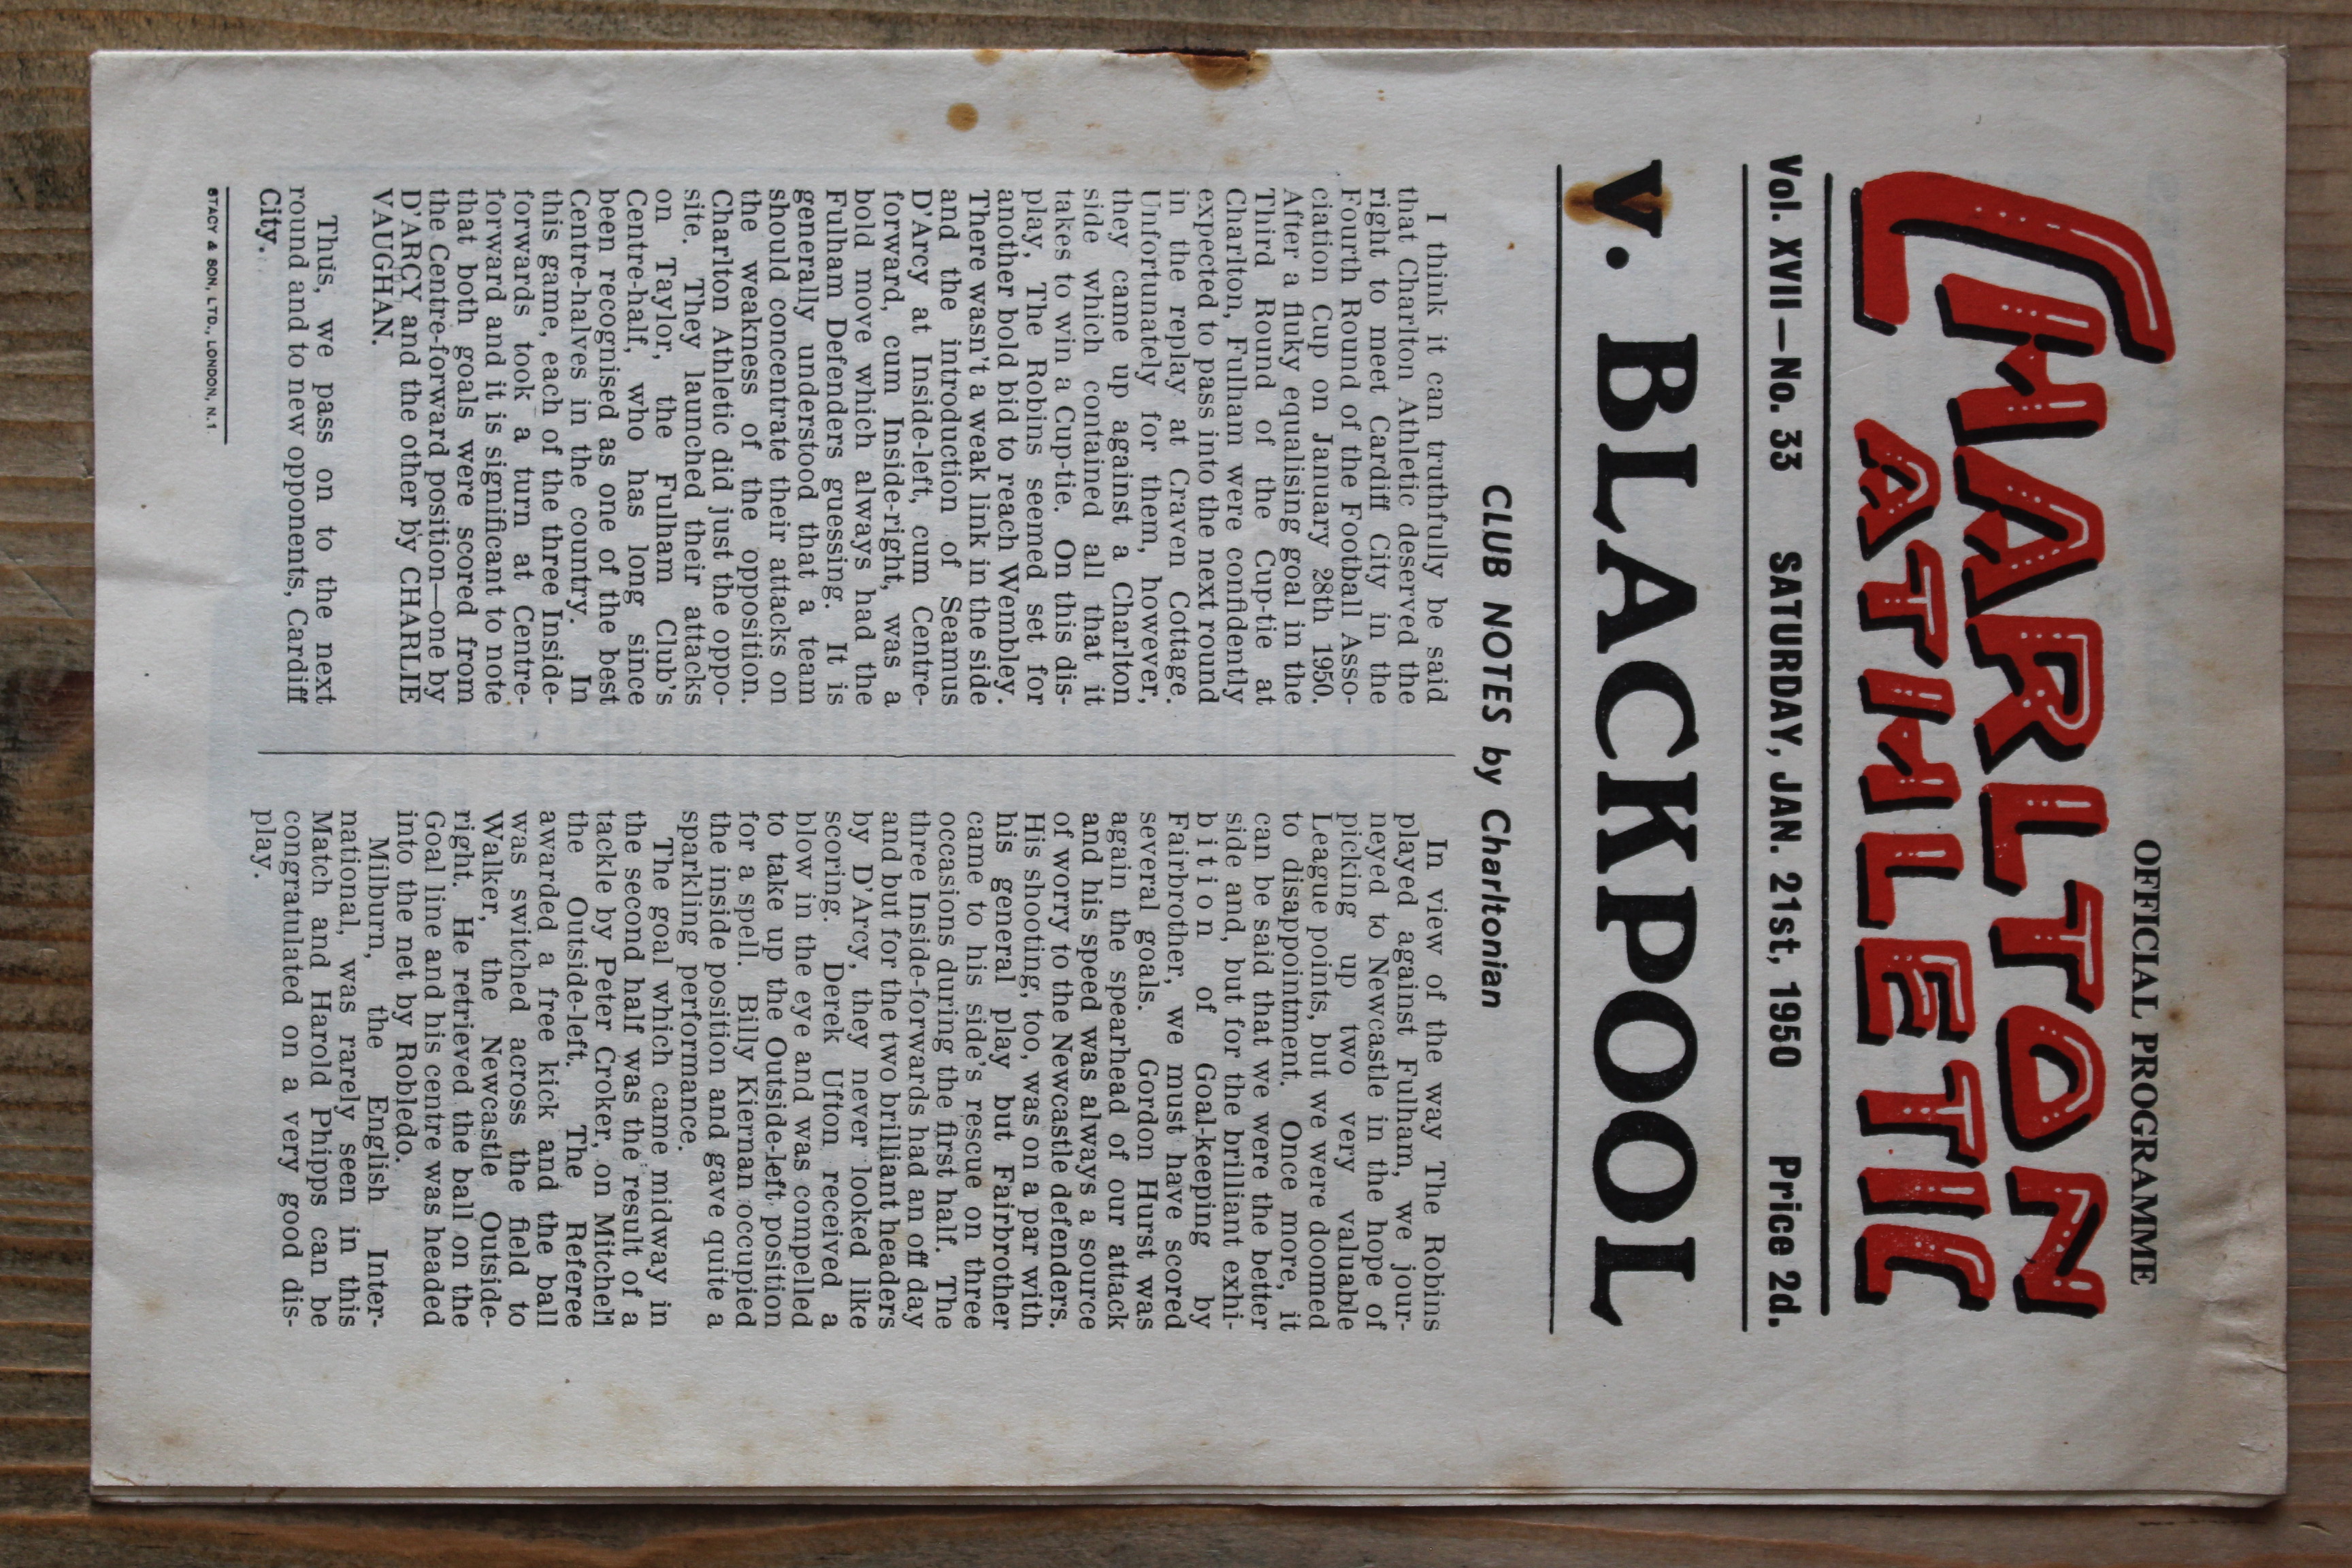 OFFICIAL PROGRAMME
CHARLTON
ATHLETIC
Vol. XVII—No. 33 SATURDAY, JAN. 21st, 1950 Price 2d.
v. BLACKPOOL
CLUB NOTES by Charltonian
I think it can truthfully be said
that Charlton Athletic deserved the
right to meet Cardiff City in the
Fourth Round of the Football Asso-
ciation Cup on January 28th 1950.
After a fluky equalising goal in the
Third Round of the Cup-tie at
Charlton, Fulham were confidently
expected to pass into the next round
in the replay at Craven Cottage.
Unfortunately for them, however,
they came up against a Charlton
side which contained all that it
takes to win a Cup-tie. On this dis-
play, The Robins seemed set for
another bold bid to reach Wembley.
There wasn't a weak link in the side
and the introduction of Seamus
D'Arcy at Inside-left, cum Centre-
forward, cum Inside-right, was a
bold move which always had the
Fulham Defenders guessing. It is
generally understood that a team
should concentrate their attacks on
the weakness of the opposition.
Charlton Athletic did just the oppo-
site. They launched their attacks
on Taylor, the Fulham Club's
Centre-half, who has long since
been recognised as one of the best
Centre-halves in the country. In
this game, each of the three Inside-
forwards took a turn at Centre-
forward and it is significant to note
that both goals were scored from
the Centre-forward position—one by
D'ARCY and the other by CHARLIE
VAUGHAN.
Thus, we pass on to the next
round and to new opponents, Cardiff
City.
STACY & SON, LTD., LONDON, N.1
In view of the way The Robins
played against Fulham, we jour-
neyed to Newcastle in the hope of
picking up two very valuable
League points, but we were doomed
to disappointment. Once more, it
can be said that we were the better
side and, but for the brilliant exhi-
bition of Goal-keeping by
Fairbrother, we must have scored
several goals. Gordon Hurst was
again the spearhead of our attack
and his speed was always a source
of worry to the Newcastle defenders.
His shooting, too, was on a par with
his general play but Fairbrother
came to his side's rescue on three
occasions during the first half. The
three Inside-forwards had an off day
and but for the two brilliant headers
by D'Arcy, they never looked like
scoring. Derek Ufton received a
blow in the eye and was compelled
to take up the Outside-left position
for a spell. Billy Kiernan occupied
the inside position and gave quite a
sparkling performance.
The goal which came midway in
the second half was the result of a
tackle by Peter Croker, on Mitchell
the Outside-left. The Referee
awarded a free kick and the ball
was switched across the field to
Walker, the Newcastle Outside-
right. He retrieved the ball on the
Goal line and his centre was headed
into the net by Robledo.
Milburn, the English Inter-
national, was rarely seen in this
Match and Harold Phipps can be
congratulated on a very good dis-
play.